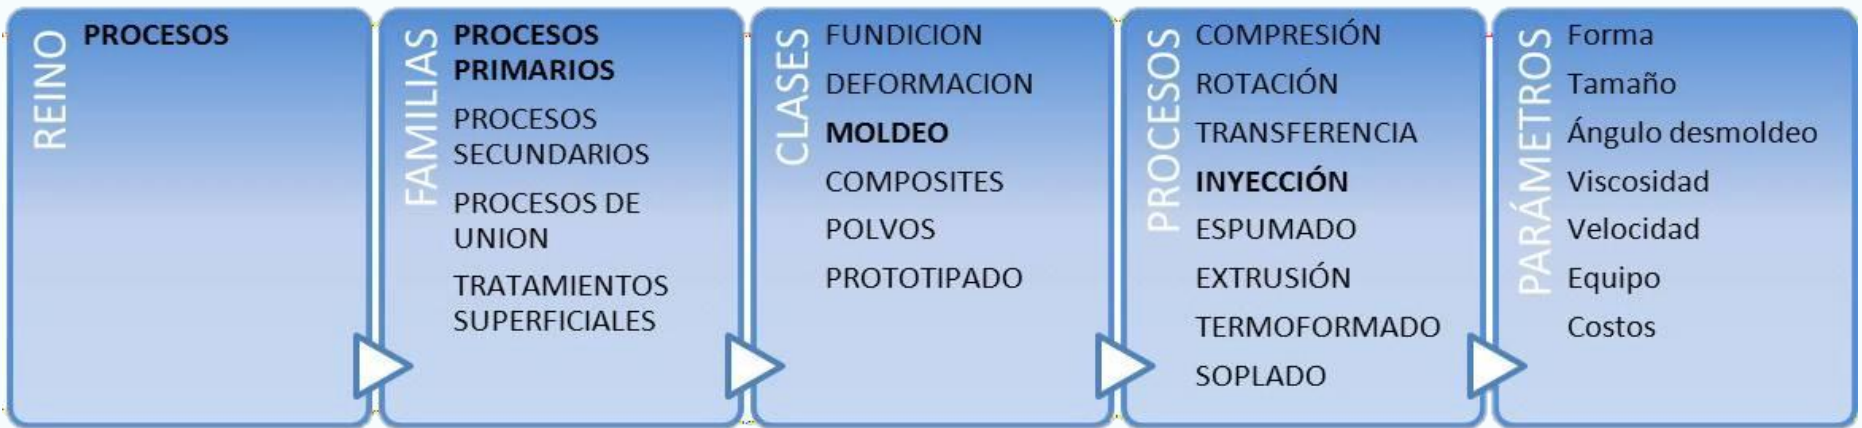 REINO
PROCESOS
FAMILIAS
PROCESOS
PRIMARIOS
PROCESOS
SECUNDARIOS
PROCESOS DE
UNION
TRATAMIENTOS
SUPERFICIALES
CLASES
FUNDICION
DEFORMACION
MOLDEO
COMPOSITES
POLVOS
PROTOTIPADO
PROCESOS
COMPRESIÓN
ROTACIÓN
TRANSFERENCIA
INYECCIÓN
ESPUMADO
EXTRUSIÓN
TERMOFORMADO
SOPLADO
PARÁMETROS
Forma
Tamaño
Ángulo desmoldeo
Viscosidad
Velocidad
Equipo
Costos